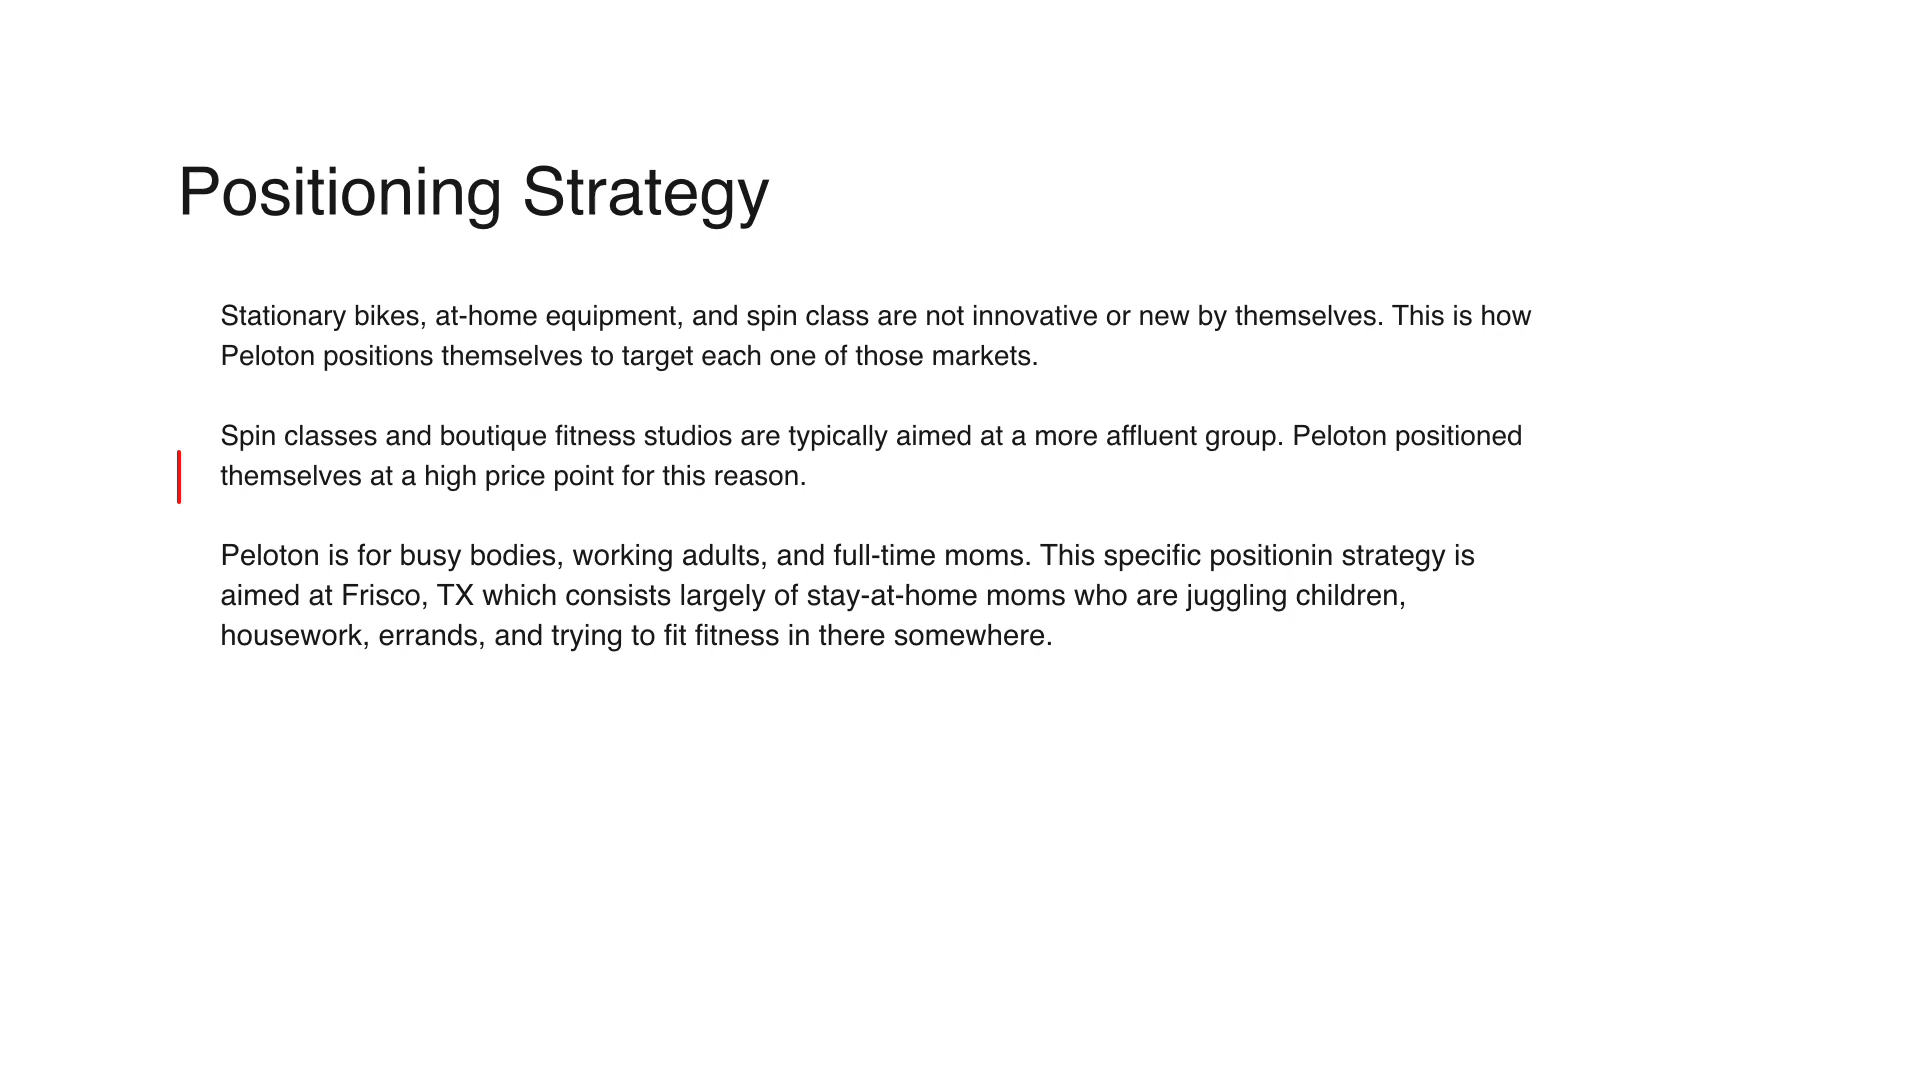 Positioning Strategy
Stationary bikes, at-home equipment, and spin class are not innovative or new by themselves. This is how
Peloton positions themselves to target each one of those markets.
Spin classes and boutique fitness studios are typically aimed at a more affluent group. Peloton positioned
themselves at a high price point for this reason.
Peloton is for busy bodies, working adults, and full-time moms. This specific positionin strategy is
aimed at Frisco, TX which consists largely of stay-at-home moms who are juggling children,
housework, errands, and trying to fit fitness in there somewhere.